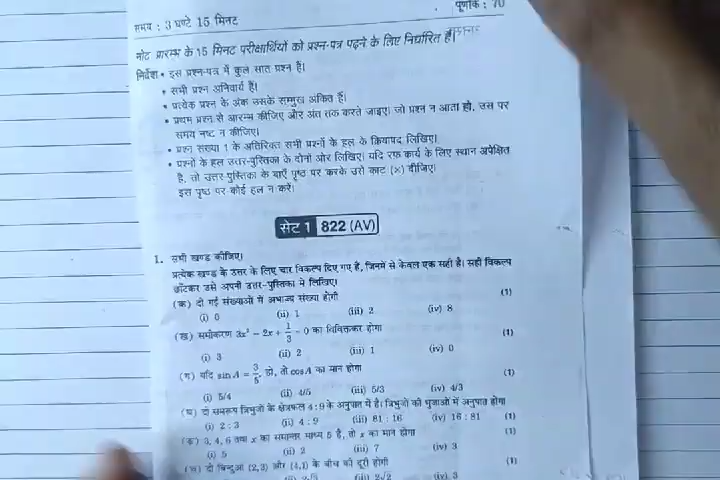 समय : 3 घण्टे 15 मिनट
पूर्णांक : 70
नोट प्रारम्भ के 15 मिनट परीक्षार्थियों को प्रश्न-पत्र पढ़ने के लिए निर्धारित हैं।
निर्देश • इस प्रश्न-पत्र में कुल सात प्रश्न हैं।
• सभी प्रश्न अनिवार्य हैं।
• प्रत्येक प्रश्न के अंक उसके सम्मुख अंकित हैं।
• प्रथम प्रश्न से आरम्भ कीजिए और अंत तक करते जाइए। जो प्रश्न न आता हो, उस पर
समय नष्ट न कीजिए।
• प्रश्न संख्या 1 के अतिरिक्त सभी प्रश्नों के हल के क्रियापद लिखिए।
• प्रश्नों के हल उत्तर-पुस्तिका के दोनों ओर लिखिए। यदि रफ कार्य के लिए स्थान अपेक्षित
है, तो उत्तर-पुस्तिका के बाएँ पृष्ठ पर करके उसे काट (×) दीजिए।
इस पृष्ठ पर कोई हल न करें।
सेट 1 822 (AV)
1. सभी खण्ड कीजिए।
प्रत्येक खण्ड के उत्तर के लिए चार विकल्प दिए गए हैं, जिनमें से केवल एक सही है। सही विकल्प
छाँटकर उसे अपनी उत्तर-पुस्तिका में लिखिए।
(क) दी गई संख्याओं में अभाज्य संख्या होगी (1)
(i) 0 (ii) 1 (iii) 2 (iv) 8
(ख) समीकरण 3x² – 2x + 1/3 = 0 का विविक्तकर होगा (1)
(i) 3 (ii) 2 (iii) 1 (iv) 0
(ग) यदि sin A = 3/5, हो, तो cos A का मान होगा (1)
(i) 5/4 (ii) 4/5 (iii) 5/3 (iv) 4/3
(घ) दो समरूप त्रिभुजों के क्षेत्रफल 4 : 9 के अनुपात में है। त्रिभुजों की भुजाओं में अनुपात होगा
(i) 2 : 3 (ii) 4 : 9 (iii) 81 : 16 (iv) 16 : 81 (1)
(ङ) 3, 4, 6 तथा x का समान्तर माध्य 5 है, तो x का मान होगा (1)
(i) 5 (ii) 2 (iii) 7 (iv) 3
(च) दो बिन्दुओं (2,3) और (4,1) के बीच की दूरी होगी (1)
(iii) 2√2 (iv) 3